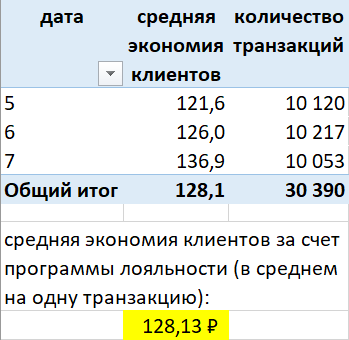 дата средняя экономия клиентов количество транзакций
5 121,6 10 120
6 126,0 10 217
7 136,9 10 053
Общий итог 128,1 30 390
средняя экономия клиентов за счет
программы лояльности (в среднем
на одну транзакцию):
128,13 ₽